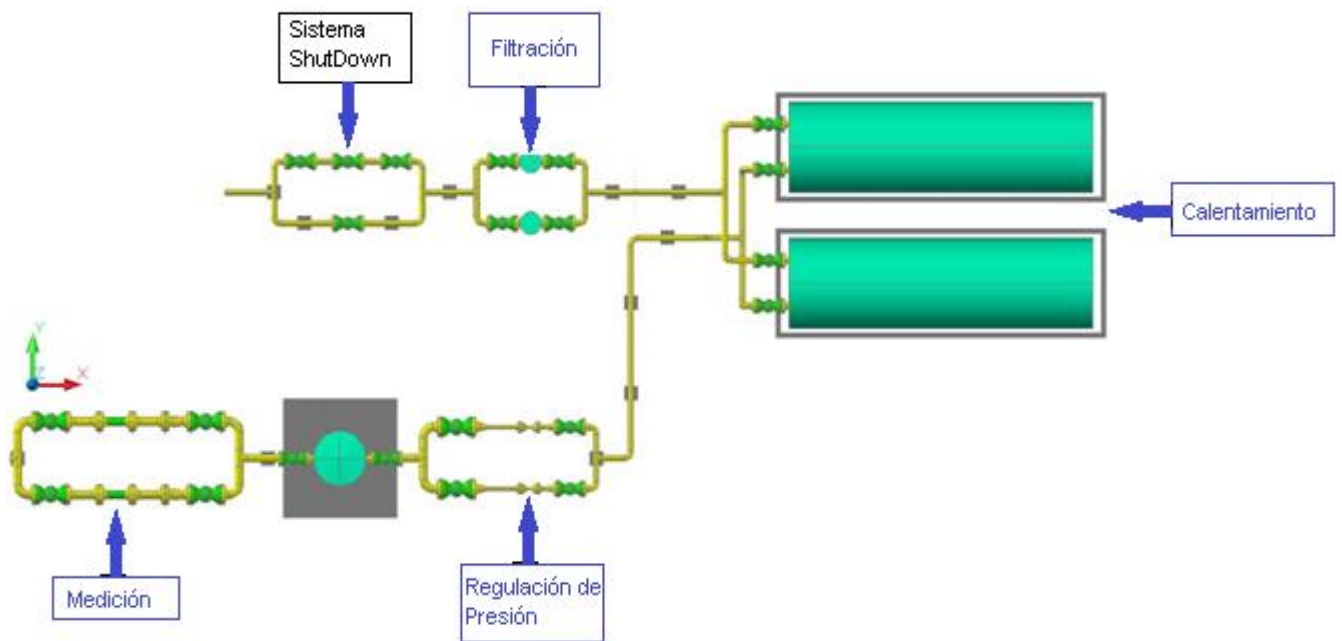 Sistema
ShutDown
Filtración
Calentamiento
Y
Z
X
Medición
Regulación de
Presión